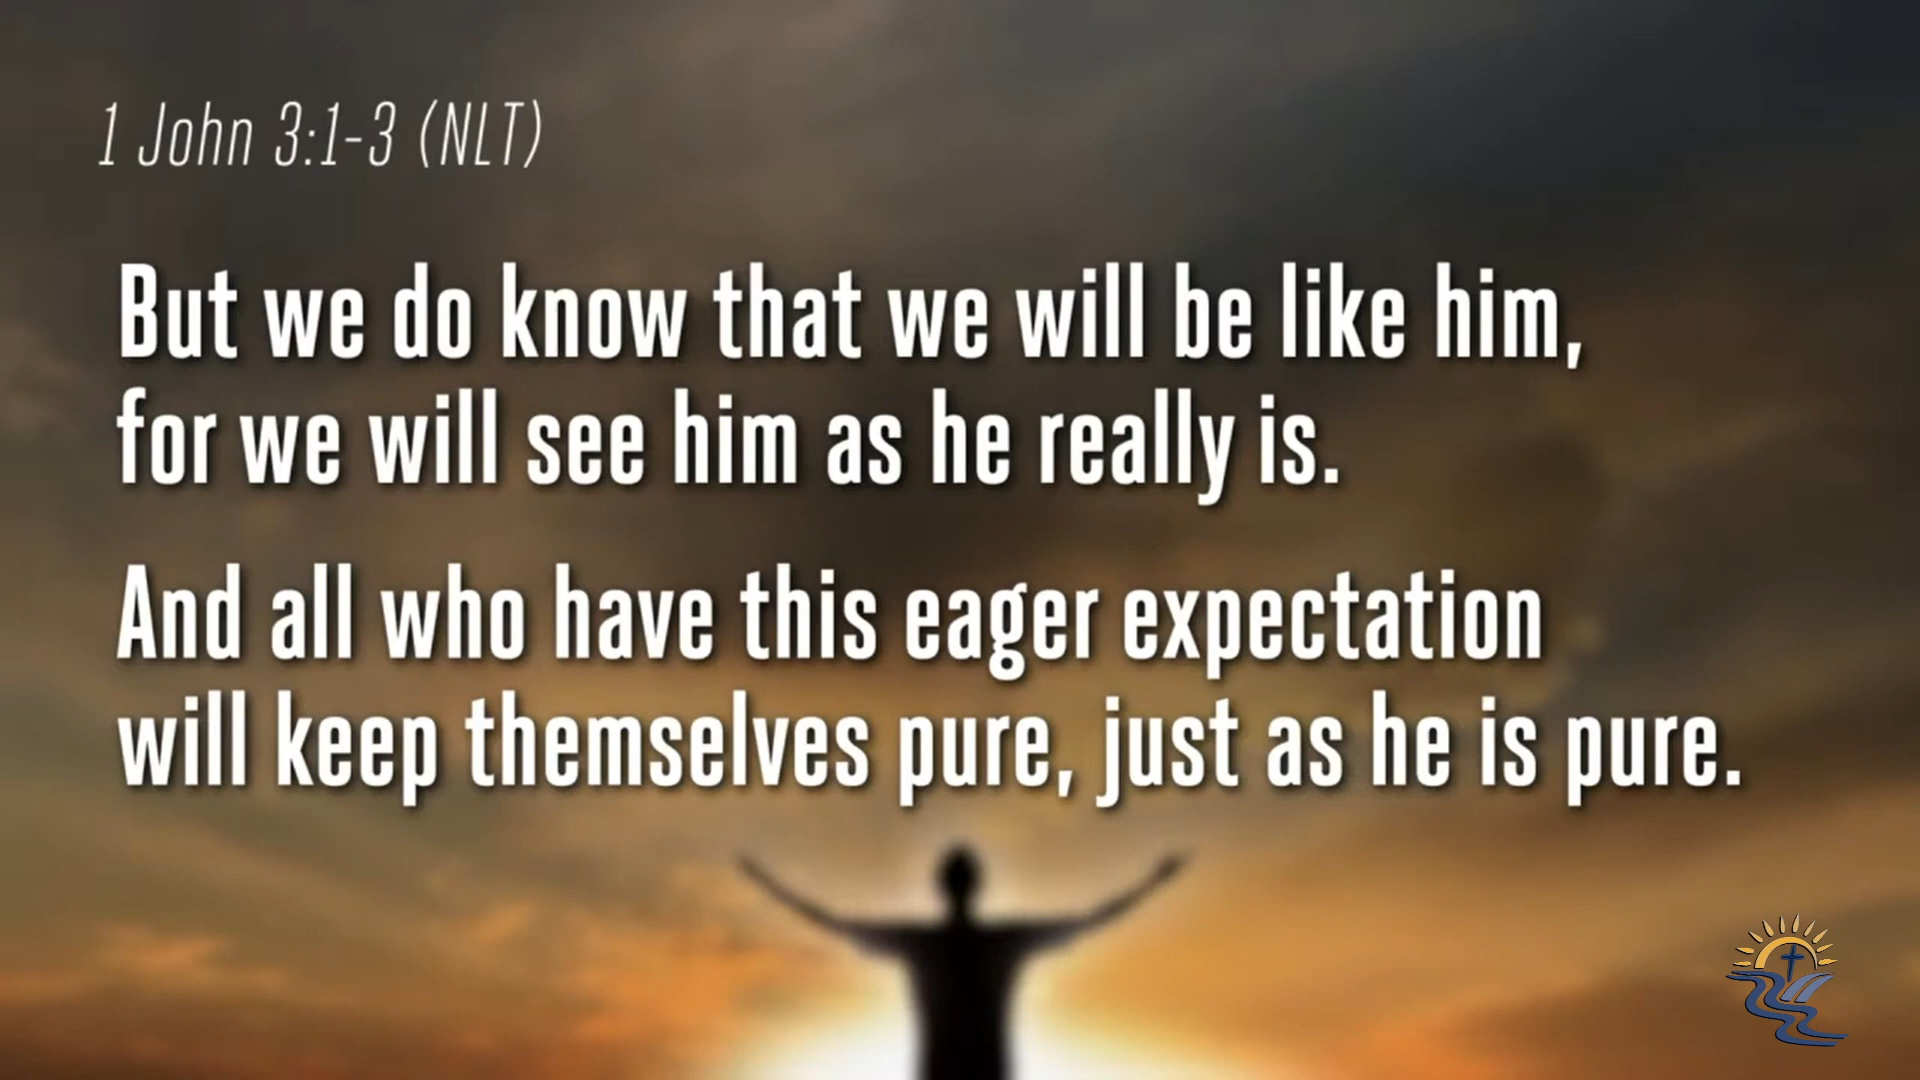 1 John 3:1-3 (NLT)
But we do know that we will be like him,
for we will see him as he really is.
And all who have this eager expectation
will keep themselves pure, just as he is pure.